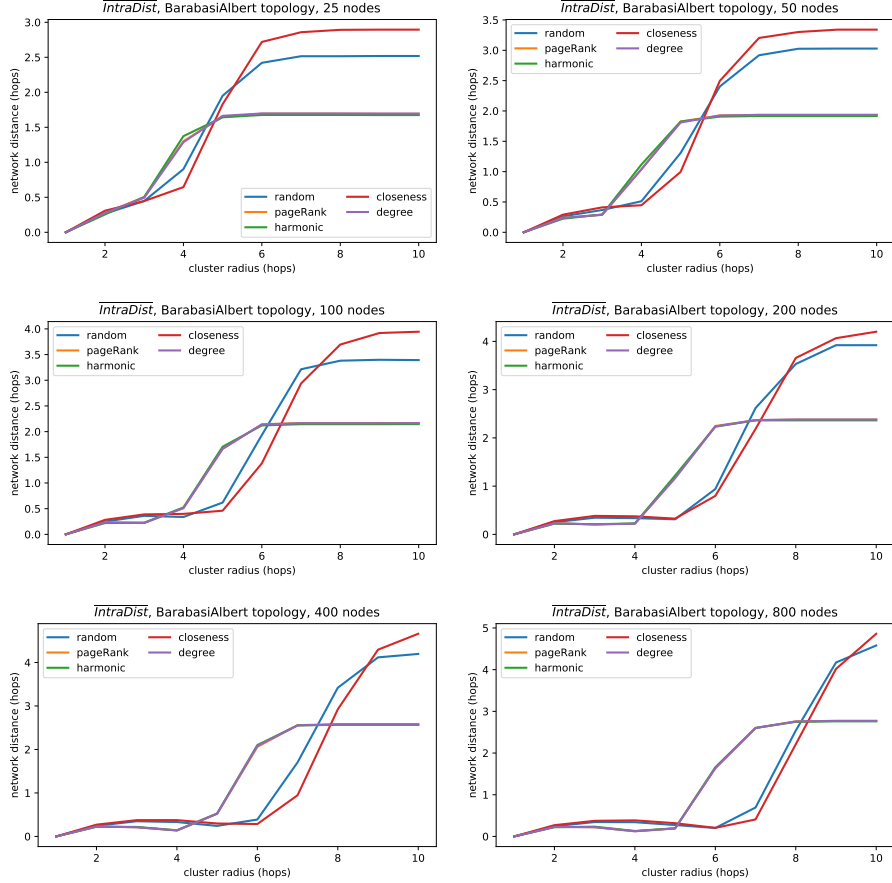 IntraDist, BarabasiAlbert topology, 25 nodes
network distance (hops)
3.0
2.5
2.0
1.5
1.0
0.5
0.0
random
pageRank
harmonic
closeness
degree
2 4 6 8 10
cluster radius (hops)
IntraDist, BarabasiAlbert topology, 50 nodes
network distance (hops)
3.5
3.0
2.5
2.0
1.5
1.0
0.5
0.0
random
pageRank
harmonic
closeness
degree
2 4 6 8 10
cluster radius (hops)
IntraDist, BarabasiAlbert topology, 100 nodes
network distance (hops)
4.0
3.5
3.0
2.5
2.0
1.5
1.0
0.5
0.0
random
pageRank
harmonic
closeness
degree
2 4 6 8 10
cluster radius (hops)
IntraDist, BarabasiAlbert topology, 200 nodes
network distance (hops)
4
3
2
1
0
random
pageRank
harmonic
closeness
degree
2 4 6 8 10
cluster radius (hops)
IntraDist, BarabasiAlbert topology, 400 nodes
network distance (hops)
4
3
2
1
0
random
pageRank
harmonic
closeness
degree
2 4 6 8 10
cluster radius (hops)
IntraDist, BarabasiAlbert topology, 800 nodes
network distance (hops)
5
4
3
2
1
0
random
pageRank
harmonic
closeness
degree
2 4 6 8 10
cluster radius (hops)